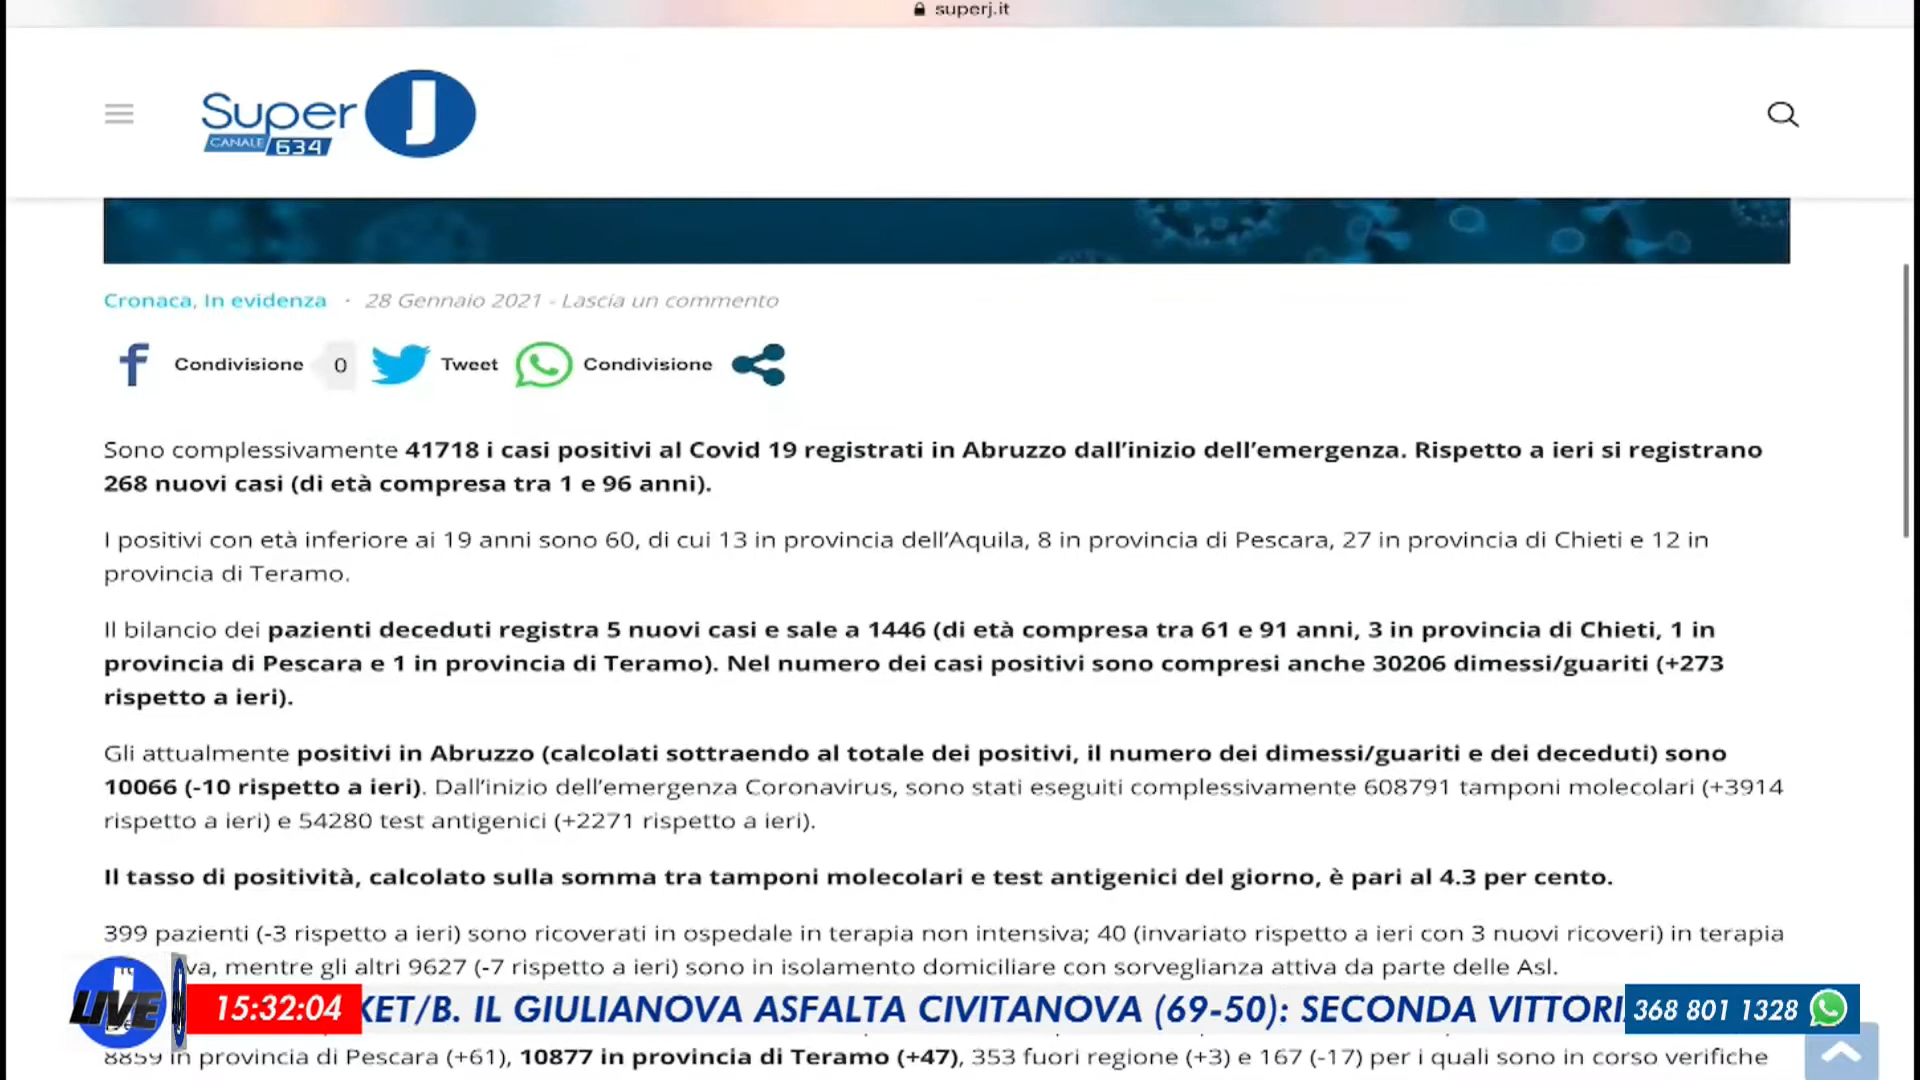 superj.it
Super J
CANALE 634
Cronaca, In evidenza · 28 Gennaio 2021 - Lascia un commento
Condivisione 0 Tweet Condivisione
Sono complessivamente 41718 i casi positivi al Covid 19 registrati in Abruzzo dall’inizio dell’emergenza. Rispetto a ieri si registrano
268 nuovi casi (di età compresa tra 1 e 96 anni).
I positivi con età inferiore ai 19 anni sono 60, di cui 13 in provincia dell’Aquila, 8 in provincia di Pescara, 27 in provincia di Chieti e 12 in
provincia di Teramo.
Il bilancio dei pazienti deceduti registra 5 nuovi casi e sale a 1446 (di età compresa tra 61 e 91 anni, 3 in provincia di Chieti, 1 in
provincia di Pescara e 1 in provincia di Teramo). Nel numero dei casi positivi sono compresi anche 30206 dimessi/guariti (+273
rispetto a ieri).
Gli attualmente positivi in Abruzzo (calcolati sottraendo al totale dei positivi, il numero dei dimessi/guariti e dei deceduti) sono
10066 (-10 rispetto a ieri). Dall’inizio dell’emergenza Coronavirus, sono stati eseguiti complessivamente 608791 tamponi molecolari (+3914
rispetto a ieri) e 54280 test antigenici (+2271 rispetto a ieri).
Il tasso di positività, calcolato sulla somma tra tamponi molecolari e test antigenici del giorno, è pari al 4.3 per cento.
399 pazienti (-3 rispetto a ieri) sono ricoverati in ospedale in terapia non intensiva; 40 (invariato rispetto a ieri con 3 nuovi ricoveri) in terapia
va, mentre gli altri 9627 (-7 rispetto a ieri) sono in isolamento domiciliare con sorveglianza attiva da parte delle Asl.
LIVE 15:32:04 KET/B. IL GIULIANOVA ASFALTA CIVITANOVA (69-50): SECONDA VITTORI 368 801 1328
8859 in provincia di Pescara (+61), 10877 in provincia di Teramo (+47), 353 fuori regione (+3) e 167 (-17) per i quali sono in corso verifiche